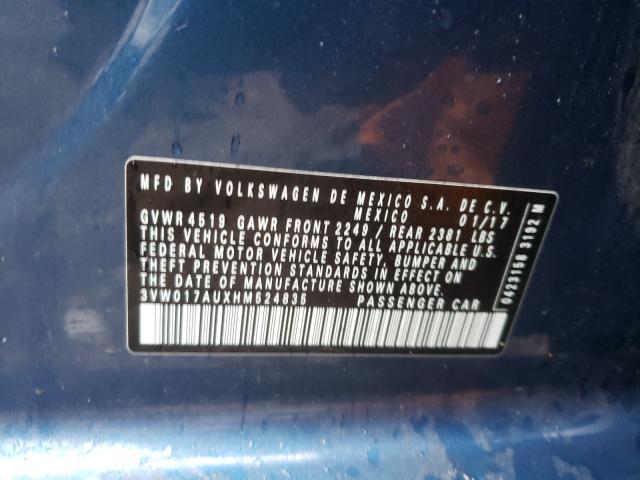 MFD BY VOLKSWAGEN DE MEXICO S.A. DE C.V.
MEXICO 01/17
GVWR 4519 GAWR FRONT 2249 / REAR 2381 LBS
THIS VEHICLE CONFORMS TO ALL APPLICABLE U.S.
FEDERAL MOTOR VEHICLE SAFETY, BUMPER AND
THEFT PREVENTION STANDARDS IN EFFECT ON
THE DATE OF MANUFACTURE SHOWN ABOVE.
3VW017AUXHM524835 PASSENGER CAR
3192 M